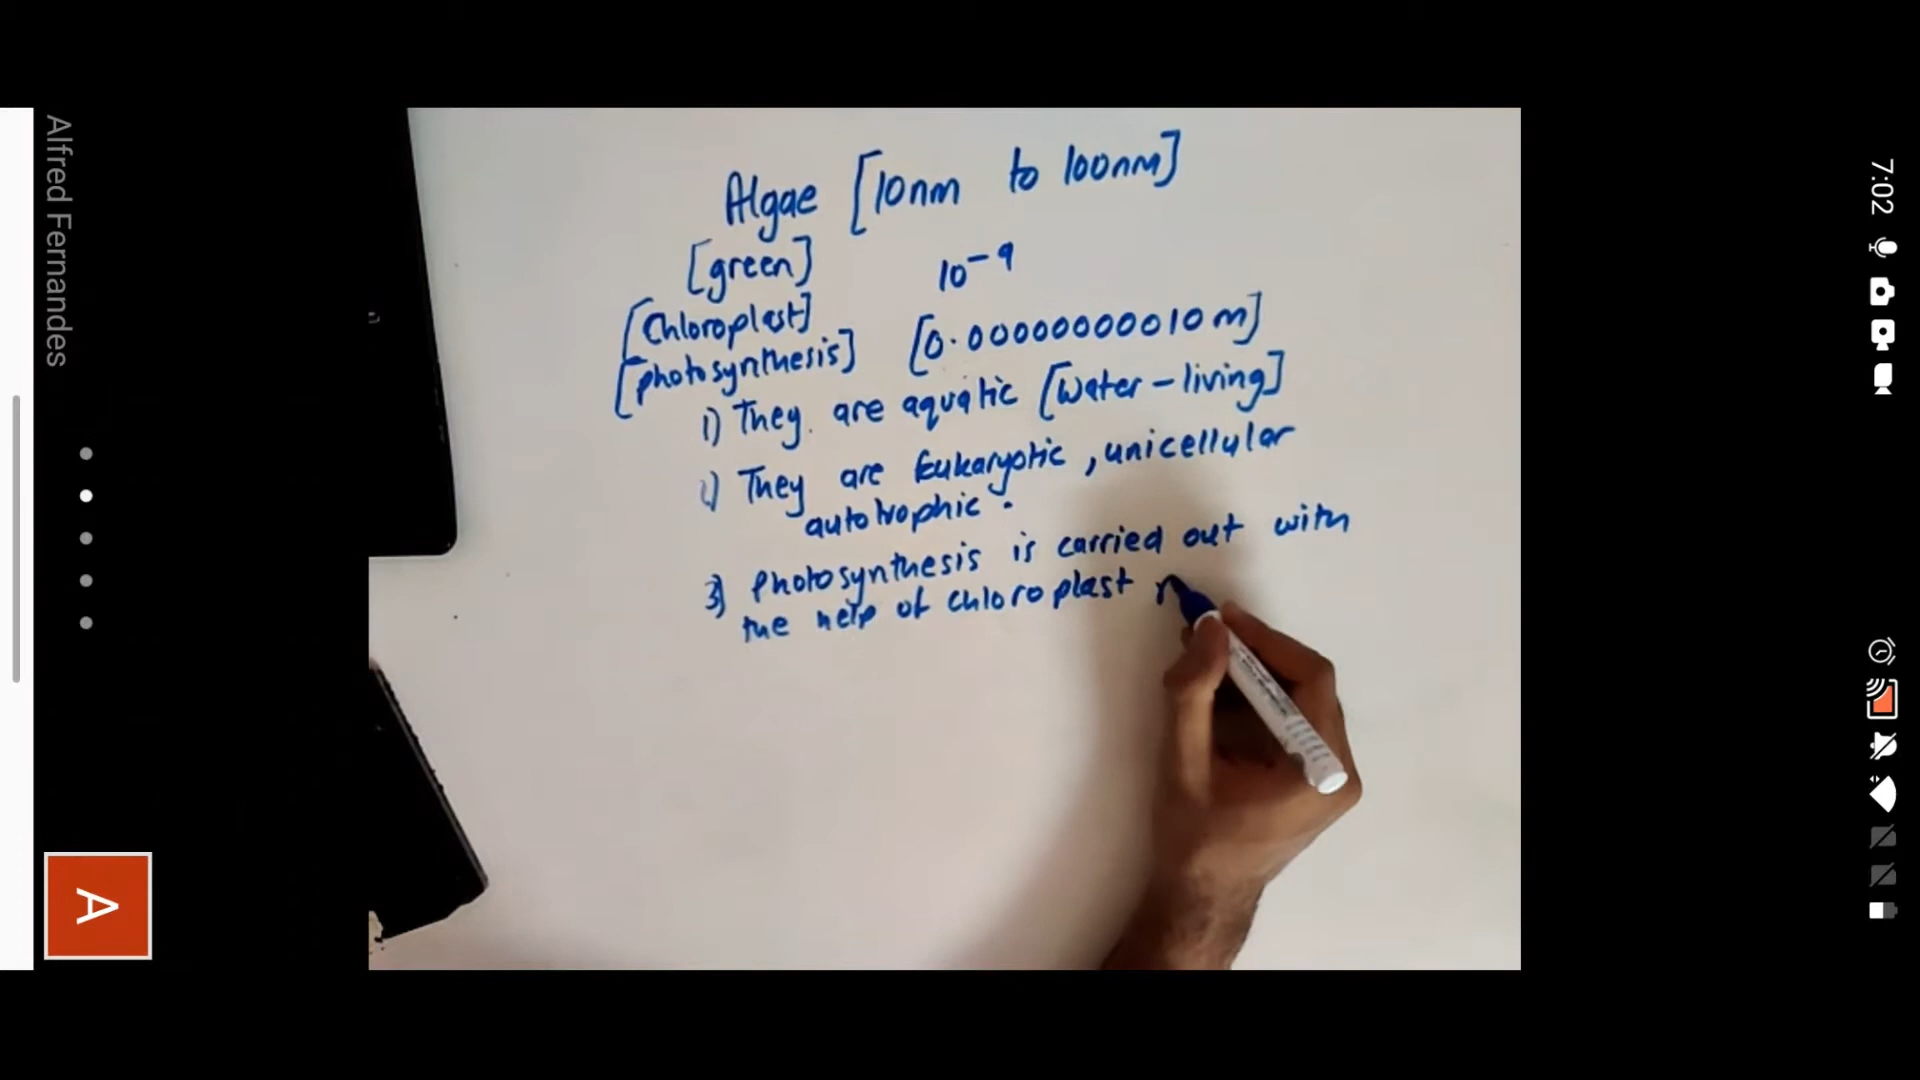 Algae [10nm to 100nm]
[green]
10⁻⁹
[Chloroplast]
[photosynthesis]
[0.00000000010 m]
1) They are aquatic [Water-living]
2) They are Eukaryotic, unicellular
autotrophic.
3) Photosynthesis is carried out with
the help of chloroplast
Alfred Fernandes
A
7:02